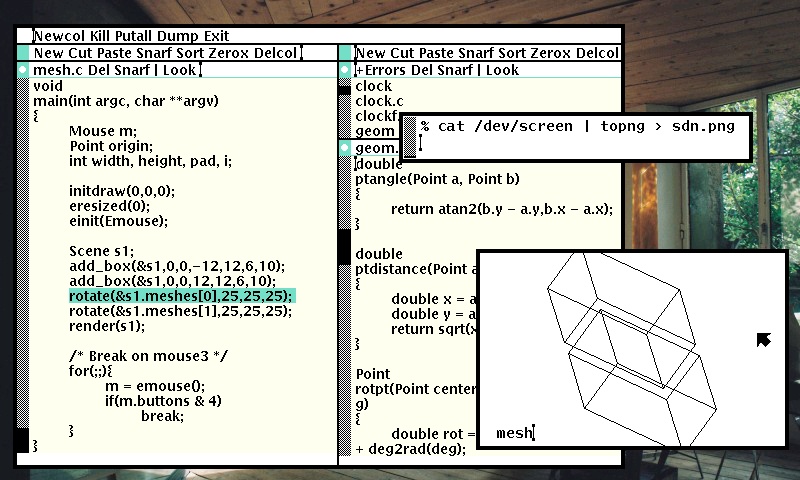 Newcol Kill Putall Dump Exit
New Cut Paste Snarf Sort Zerox Delcol
mesh.c Del Snarf | Look
void
main(int argc, char **argv)
{
Mouse m;
Point origin;
int width, height, pad, i;
initdraw(0,0,0);
eresized(0);
einit(Emouse);
Scene s1;
add_box(&s1,0,0,−12,12,6,10);
add_box(&s1,0,0,12,12,6,10);
rotate(&s1.meshes[0],25,25,25);
rotate(&s1.meshes[1],25,25,25);
render(s1);
/* Break on mouse3 */
for(;;){
m = emouse();
if(m.buttons & 4)
break;
}
}
New Cut Paste Snarf Sort Zerox Delcol
+Errors Del Snarf | Look
clock
clock.c
clockf.
geom
geom.
double
ptangle(Point a, Point b)
{
return atan2(b.y − a.y,b.x − a.x);
}
double
ptdistance(Point a
{
double x = a
double y = a
return sqrt(x
}
Point
rotpt(Point center
g)
{
double rot =
+ deg2rad(deg);
% cat /dev/screen | topng > sdn.png
mesh